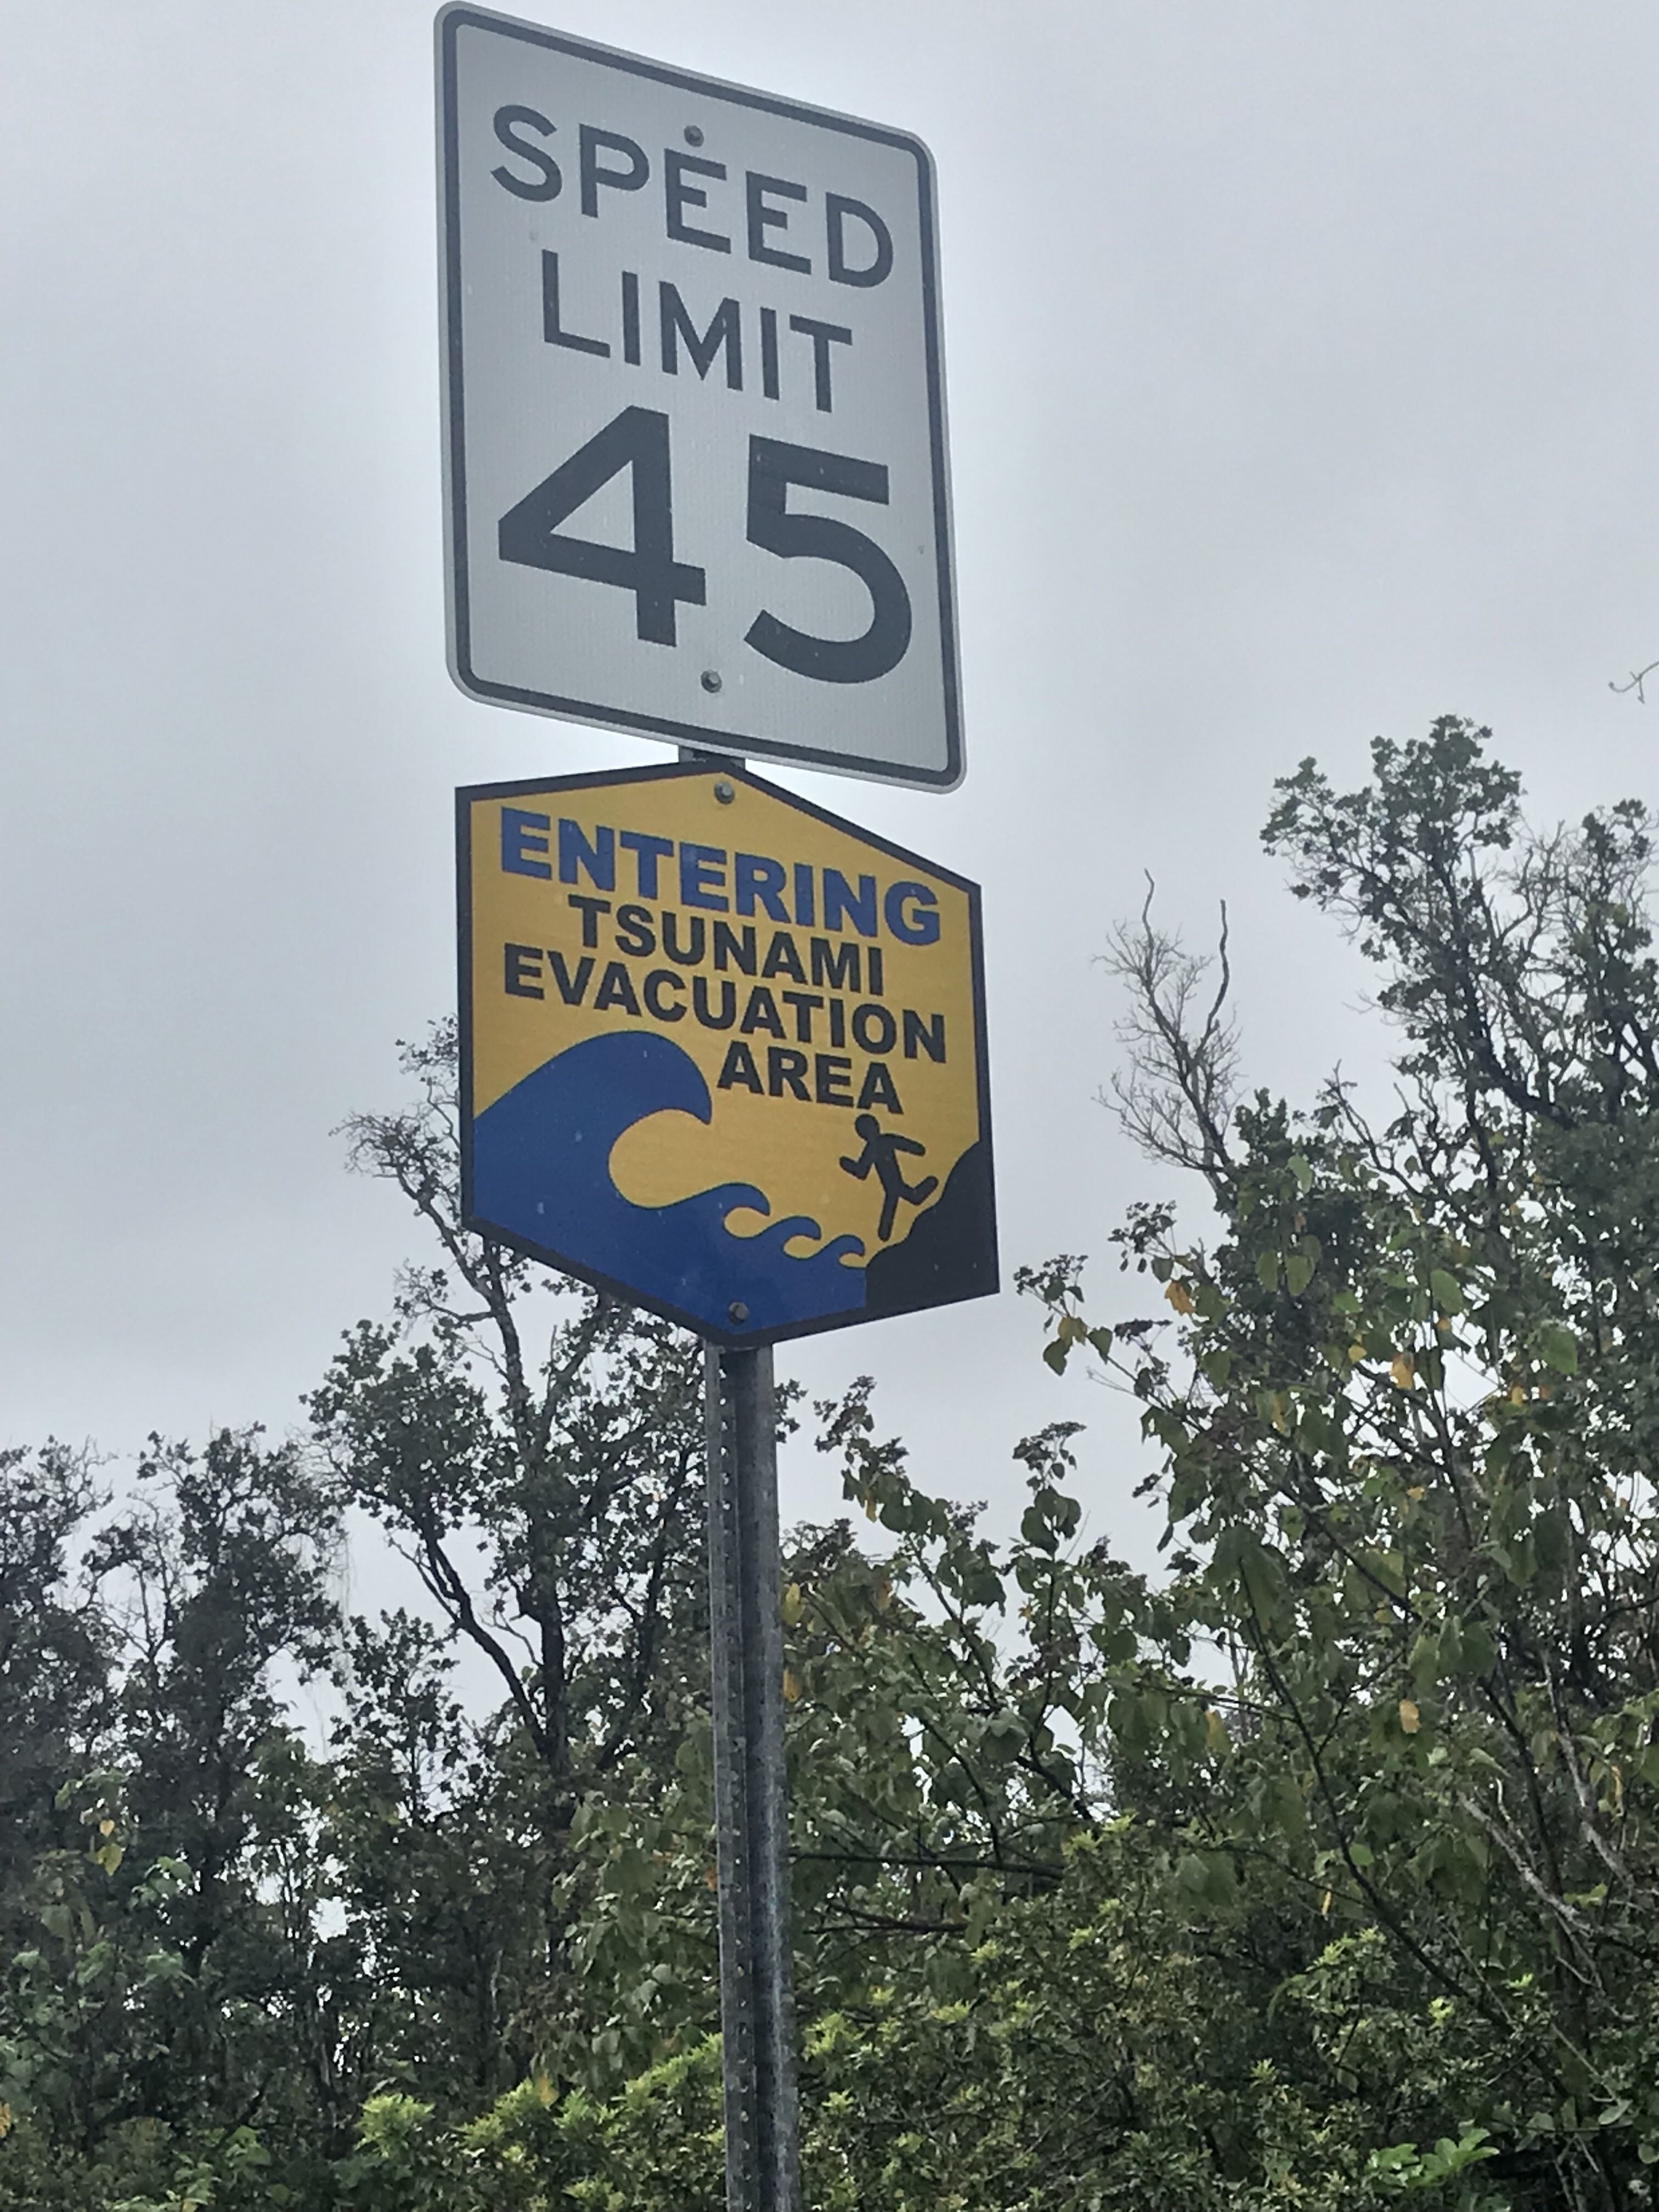 SPEED
LIMIT
45
ENTERING
TSUNAMI
EVACUATION
AREA